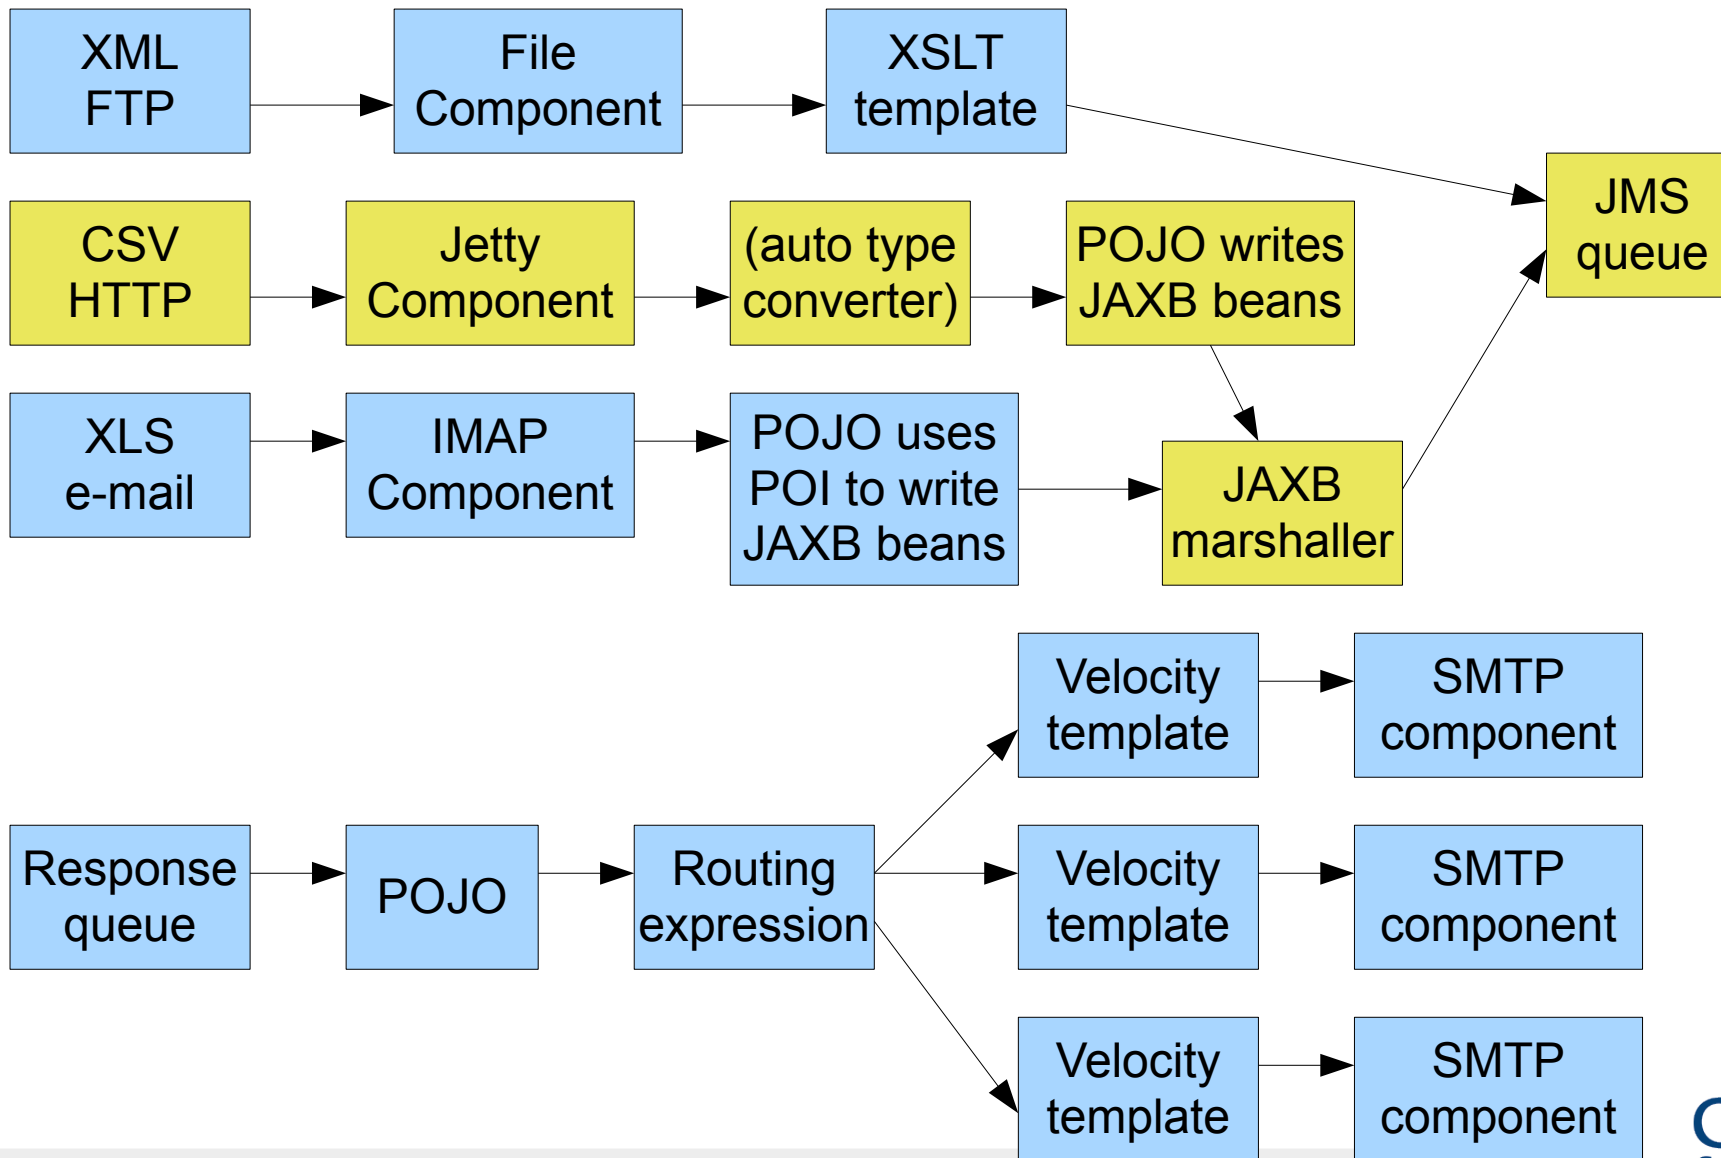 XML
FTP
File
Component
XSLT
template
JMS
queue
CSV
HTTP
Jetty
Component
(auto type
converter)
POJO writes
JAXB beans
XLS
e-mail
IMAP
Component
POJO uses
POI to write
JAXB beans
JAXB
marshaller
Velocity
template
SMTP
component
Response
queue
POJO
Routing
expression
Velocity
template
SMTP
component
Velocity
template
SMTP
component